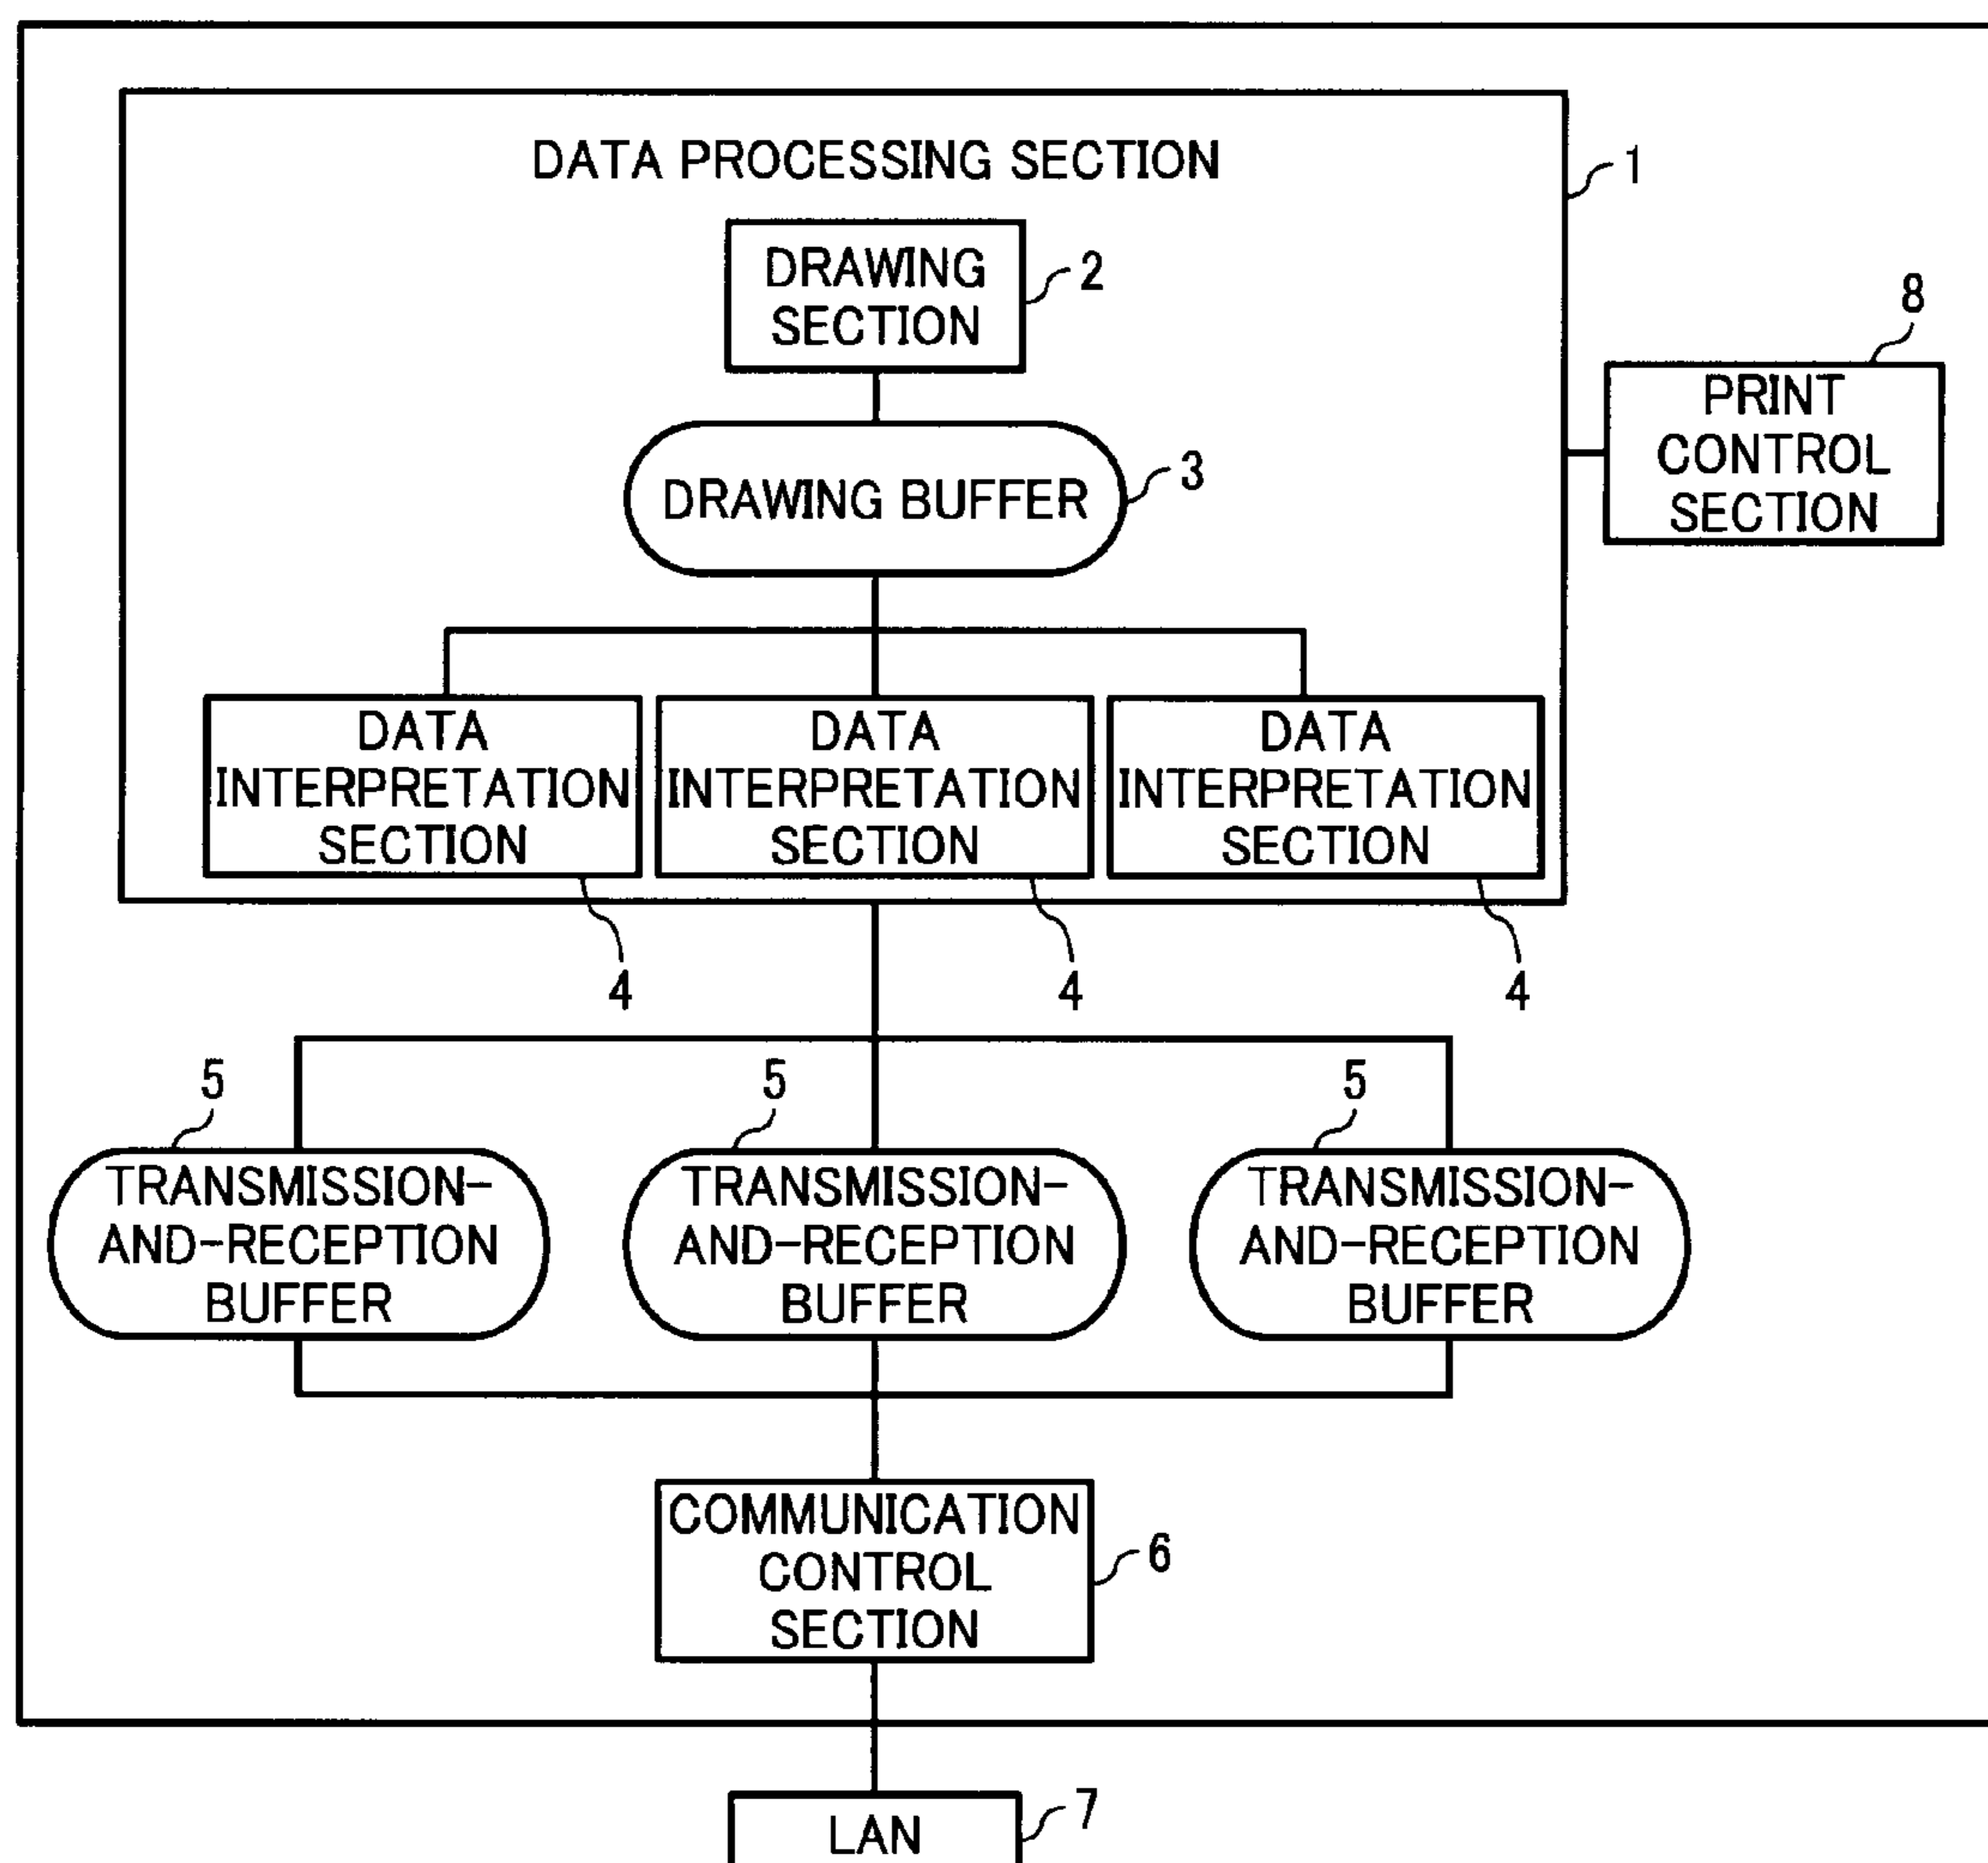 DATA PROCESSING SECTION
1
DRAWING
SECTION
2
8
PRINT
CONTROL
SECTION
DRAWING BUFFER
3
DATA
INTERPRETATION
SECTION
DATA
INTERPRETATION
SECTION
DATA
INTERPRETATION
SECTION
4
4
4
5
5
5
TRANSMISSION-
AND-RECEPTION
BUFFER
TRANSMISSION-
AND-RECEPTION
BUFFER
TRANSMISSION-
AND-RECEPTION
BUFFER
COMMUNICATION
CONTROL
SECTION
6
LAN
7